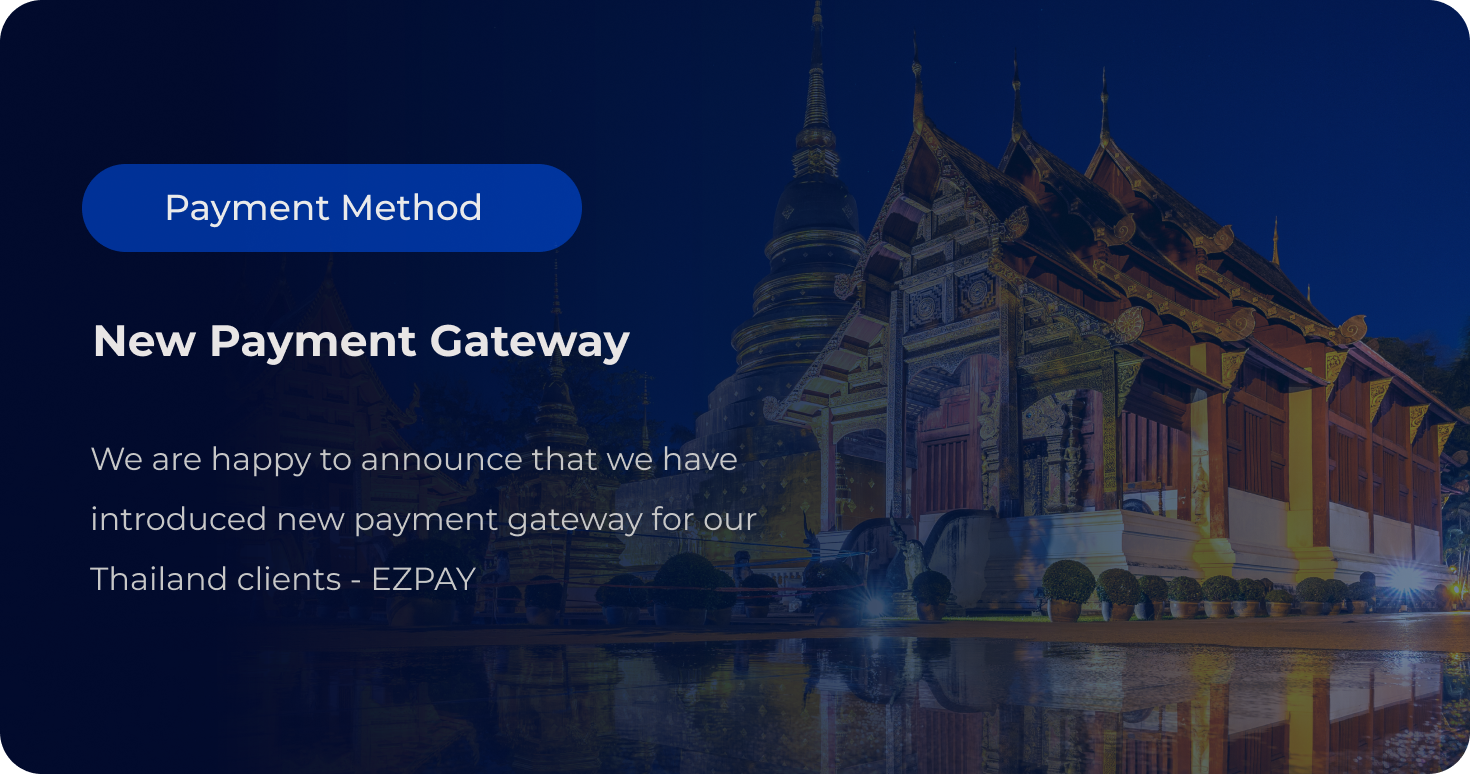 Payment Method
New Payment Gateway
We are happy to announce that we have
introduced new payment gateway for our
Thailand clients - EZPAY